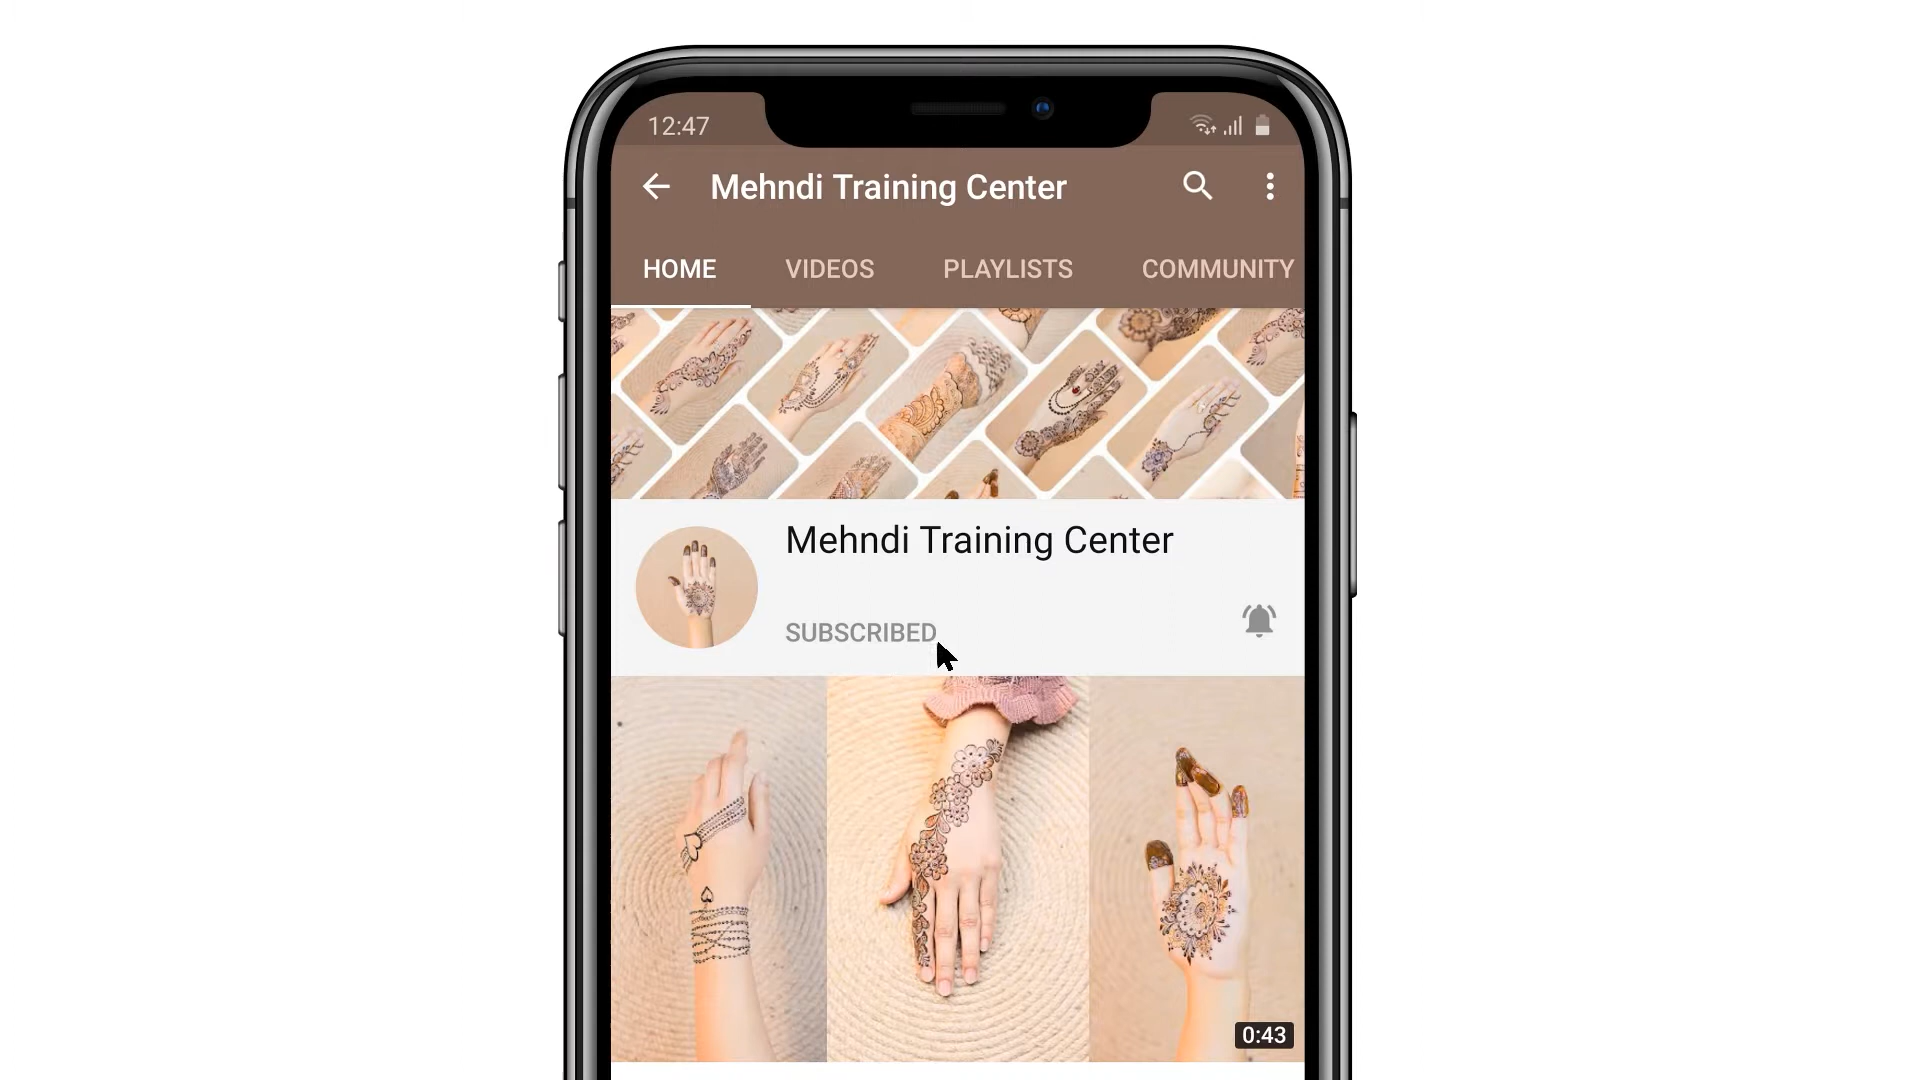 12:47
Mehndi Training Center
HOME VIDEOS PLAYLISTS COMMUNITY
Mehndi Training Center
SUBSCRIBED
0:43